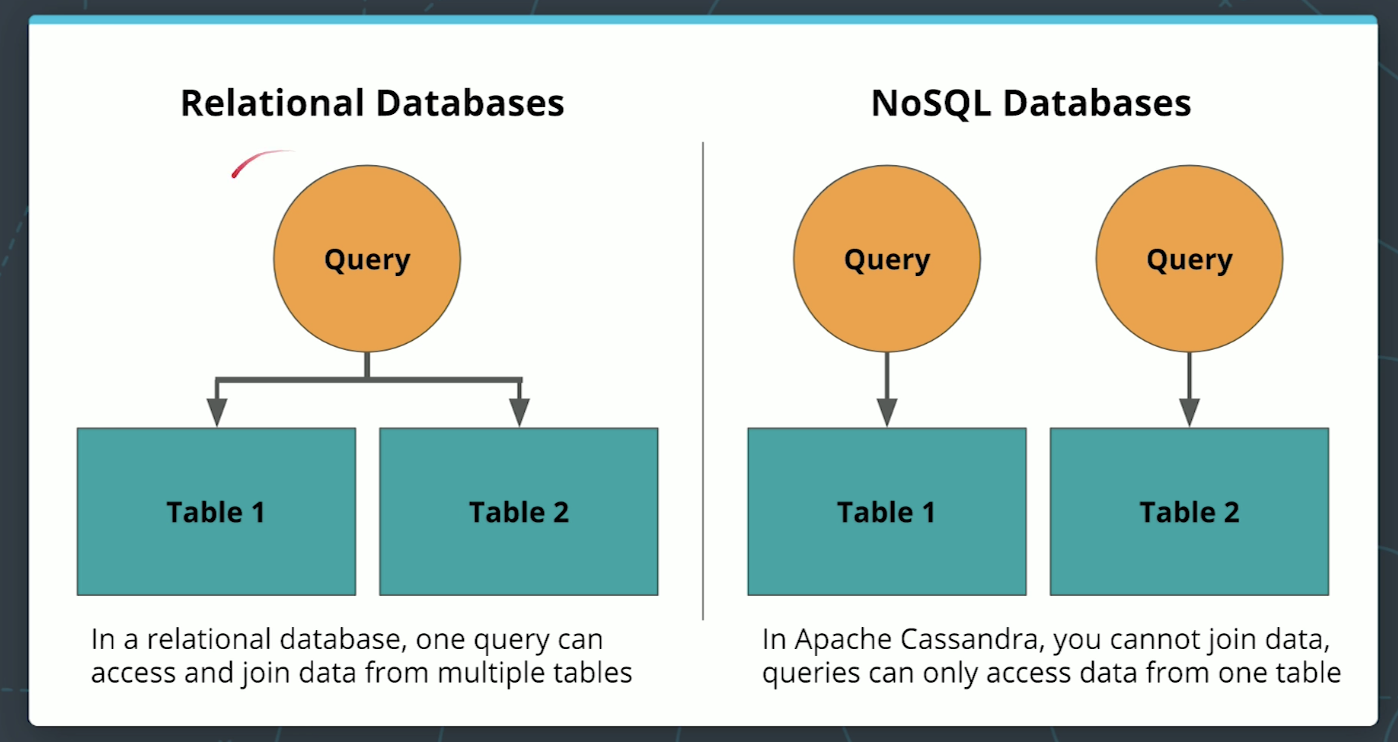 Relational Databases
Query
Table 1
Table 2
In a relational database, one query can
access and join data from multiple tables
NoSQL Databases
Query
Query
Table 1
Table 2
In Apache Cassandra, you cannot join data,
queries can only access data from one table